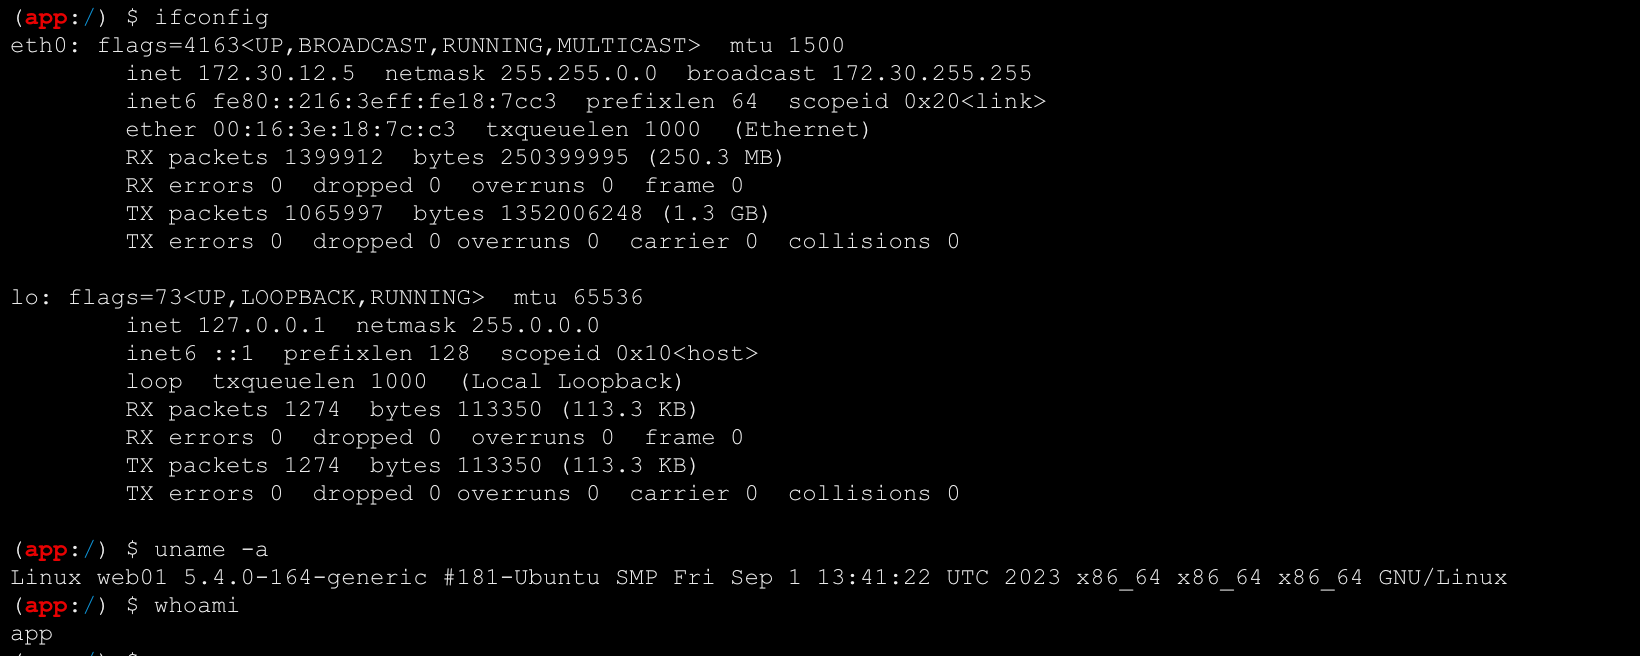 (app:/) $ ifconfig
eth0: flags=4163<UP,BROADCAST,RUNNING,MULTICAST>  mtu 1500
        inet 172.30.12.5  netmask 255.255.0.0  broadcast 172.30.255.255
        inet6 fe80::216:3eff:fe18:7cc3  prefixlen 64  scopeid 0x20<link>
        ether 00:16:3e:18:7c:c3  txqueuelen 1000  (Ethernet)
        RX packets 1399912  bytes 250399995 (250.3 MB)
        RX errors 0  dropped 0  overruns 0  frame 0
        TX packets 1065997  bytes 1352006248 (1.3 GB)
        TX errors 0  dropped 0 overruns 0  carrier 0  collisions 0

lo: flags=73<UP,LOOPBACK,RUNNING>  mtu 65536
        inet 127.0.0.1  netmask 255.0.0.0
        inet6 ::1  prefixlen 128  scopeid 0x10<host>
        loop  txqueuelen 1000  (Local Loopback)
        RX packets 1274  bytes 113350 (113.3 KB)
        RX errors 0  dropped 0  overruns 0  frame 0
        TX packets 1274  bytes 113350 (113.3 KB)
        TX errors 0  dropped 0 overruns 0  carrier 0  collisions 0

(app:/) $ uname -a
Linux web01 5.4.0-164-generic #181-Ubuntu SMP Fri Sep 1 13:41:22 UTC 2023 x86_64 x86_64 x86_64 GNU/Linux
(app:/) $ whoami
app